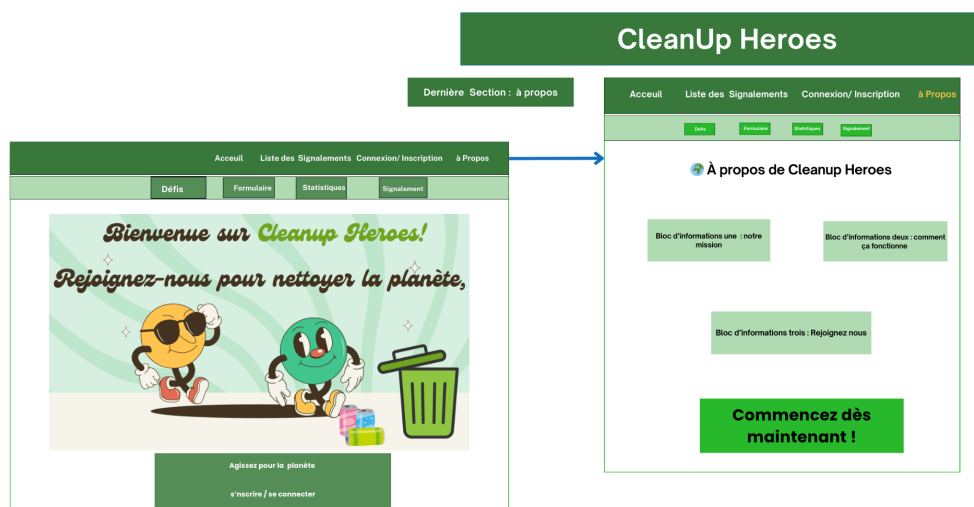 CleanUp Heroes
Dernière Section : à propos
Acceuil Liste des Signalements Connexion/ Inscription à Propos
Défis Formulaire Statistiques Signalement
Bienvenue sur Cleanup Heroes!
Rejoignez-nous pour nettoyer la planète,
Agissez pour la planète
s'nscrire / se connecter
Acceuil Liste des Signalements Connexion/ Inscription à Propos
Défis Formulaire Statistiques Signalement
À propos de Cleanup Heroes
Bloc d'informations une : notre
mission
Bloc d'informations deux : comment
ça fonctionne
Bloc d'informations trois : Rejoignez nous
Commencez dès
maintenant !